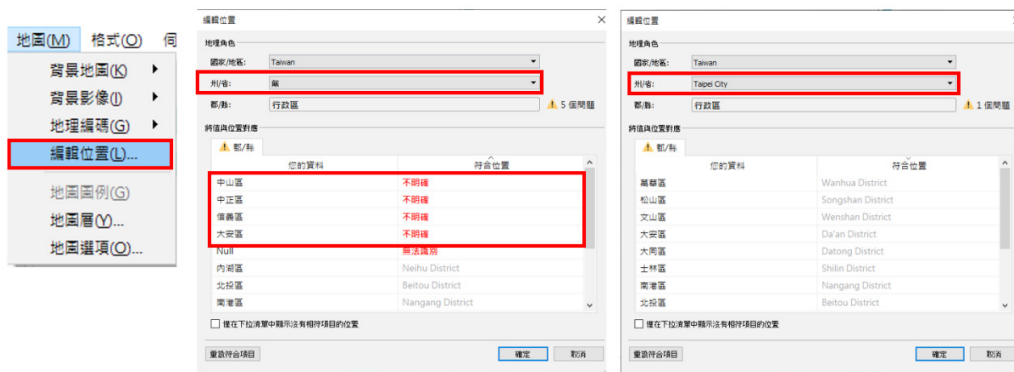 地圖(M) 格式(O) 伺
背景地圖(K)
背景影像(I)
地理編碼(G)
編輯位置(L)...
地圖圖例(G)
地圖層(Y)...
地圖選項(O)...
編輯位置
地理角色
國家/地區: Taiwan
州/省: 無
郡/縣: 行政區 5 個問題
將值與位置對應
郡/縣
您的資料 符合位置
中山區 不明確
中正區 不明確
信義區 不明確
大安區 不明確
Null 無法識別
內湖區 Neihu District
北投區 Beitou District
南港區 Nangang District
僅在下拉清單中顯示沒有相符項目的位置
重設符合項目 確定 取消
編輯位置
地理角色
國家/地區: Taiwan
州/省: Taipei City
郡/縣: 行政區 1 個問題
將值與位置對應
郡/縣
您的資料 符合位置
萬華區 Wanhua District
松山區 Songshan District
文山區 Wenshan District
大安區 Da'an District
大同區 Datong District
士林區 Shilin District
南港區 Nangang District
北投區 Beitou District
僅在下拉清單中顯示沒有相符項目的位置
重設符合項目 確定 取消